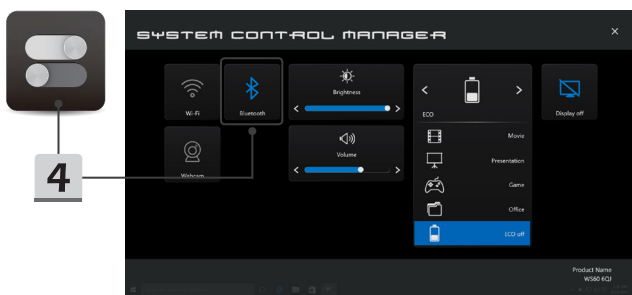 SYSTEM CONTROL MANAGER
Wi-Fi
Bluetooth
Brightness
ECO
Display off
Webcam
Volume
Movie
Presentation
Game
Office
ECO off
4
Product Name
WS60 6QJ